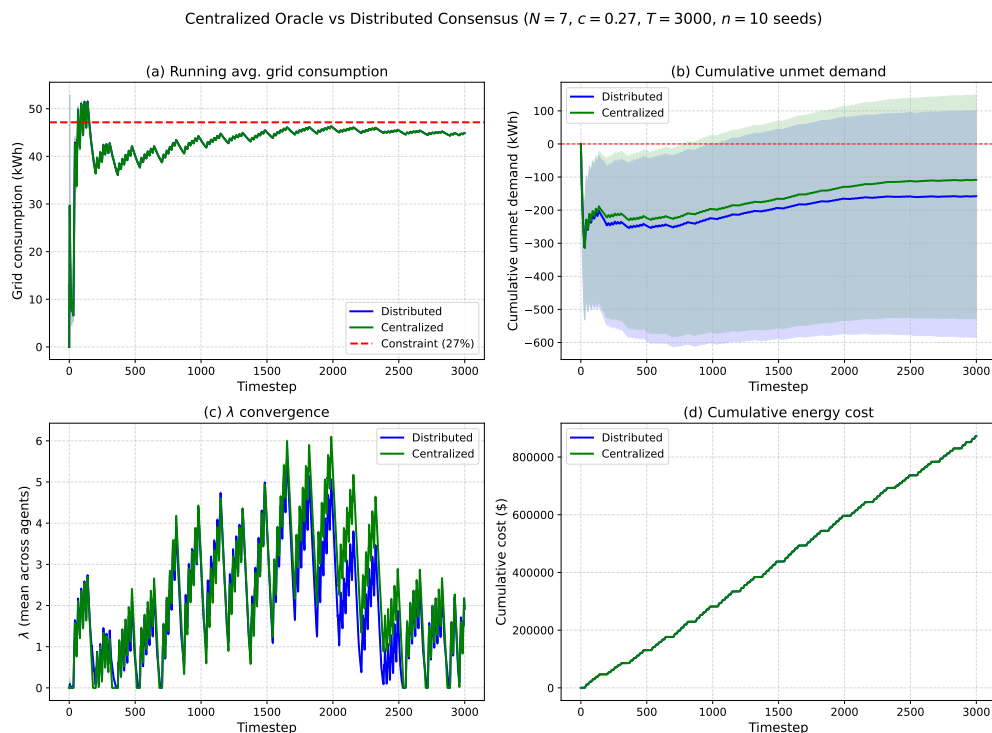 Centralized Oracle vs Distributed Consensus (N = 7, c = 0.27, T = 3000, n = 10 seeds)
(a) Running avg. grid consumption
Grid consumption (kWh)
50
40
30
20
10
0
Distributed
Centralized
Constraint (27%)
0 500 1000 1500 2000 2500 3000
Timestep
(b) Cumulative unmet demand
Cumulative unmet demand (kWh)
Distributed
Centralized
100
0
−100
−200
−300
−400
−500
−600
0 500 1000 1500 2000 2500 3000
Timestep
(c) λ convergence
λ (mean across agents)
Distributed
Centralized
6
5
4
3
2
1
0
0 500 1000 1500 2000 2500 3000
Timestep
(d) Cumulative energy cost
Cumulative cost ($)
Distributed
Centralized
800000
600000
400000
200000
0
0 500 1000 1500 2000 2500 3000
Timestep